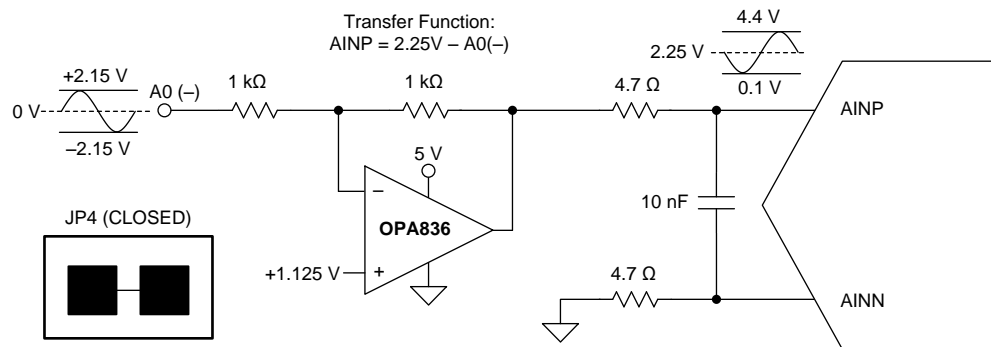 Transfer Function:
AINP = 2.25V – A0(–)
4.4 V
2.25 V
0.1 V
+2.15 V
0 V
–2.15 V
A0 (–)
1 kΩ
1 kΩ
4.7 Ω
AINP
5 V
–
OPA836
+
+1.125 V
10 nF
JP4 (CLOSED)
4.7 Ω
AINN